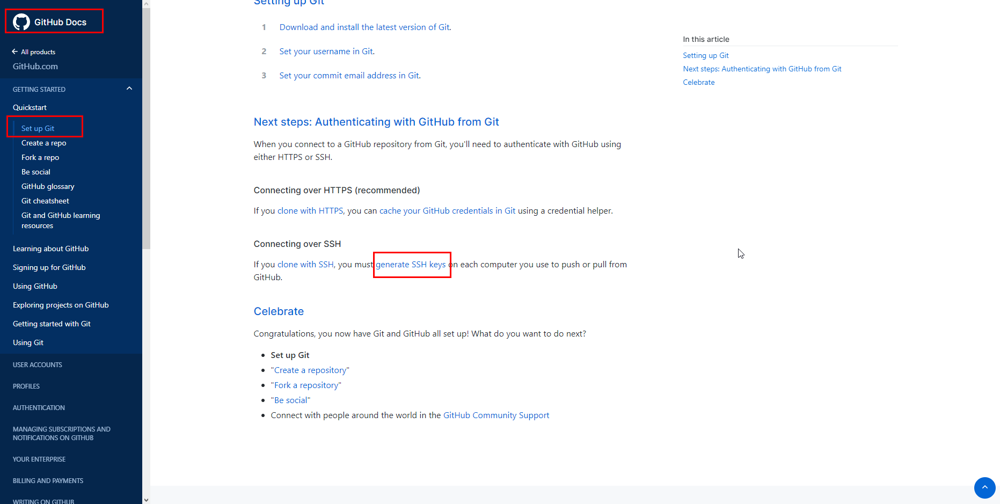 GitHub Docs
All products
GitHub.com
GETTING STARTED
Quickstart
Set up Git
Create a repo
Fork a repo
Be social
GitHub glossary
Git cheatsheet
Git and GitHub learning
resources
Learning about GitHub
Signing up for GitHub
Using GitHub
Exploring projects on GitHub
Getting started with Git
Using Git
USER ACCOUNTS
PROFILES
AUTHENTICATION
MANAGING SUBSCRIPTIONS AND
NOTIFICATIONS ON GITHUB
YOUR ENTERPRISE
BILLING AND PAYMENTS
WRITING ON GITHUB
Setting up Git
1 Download and install the latest version of Git.
2 Set your username in Git.
3 Set your commit email address in Git.
Next steps: Authenticating with GitHub from Git
When you connect to a GitHub repository from Git, you'll need to authenticate with GitHub using
either HTTPS or SSH.
Connecting over HTTPS (recommended)
If you clone with HTTPS, you can cache your GitHub credentials in Git using a credential helper.
Connecting over SSH
If you clone with SSH, you must generate SSH keys on each computer you use to push or pull from
GitHub.
Celebrate
Congratulations, you now have Git and GitHub all set up! What do you want to do next?
• Set up Git
• "Create a repository"
• "Fork a repository"
• "Be social"
• Connect with people around the world in the GitHub Community Support
In this article
Setting up Git
Next steps: Authenticating with GitHub from Git
Celebrate